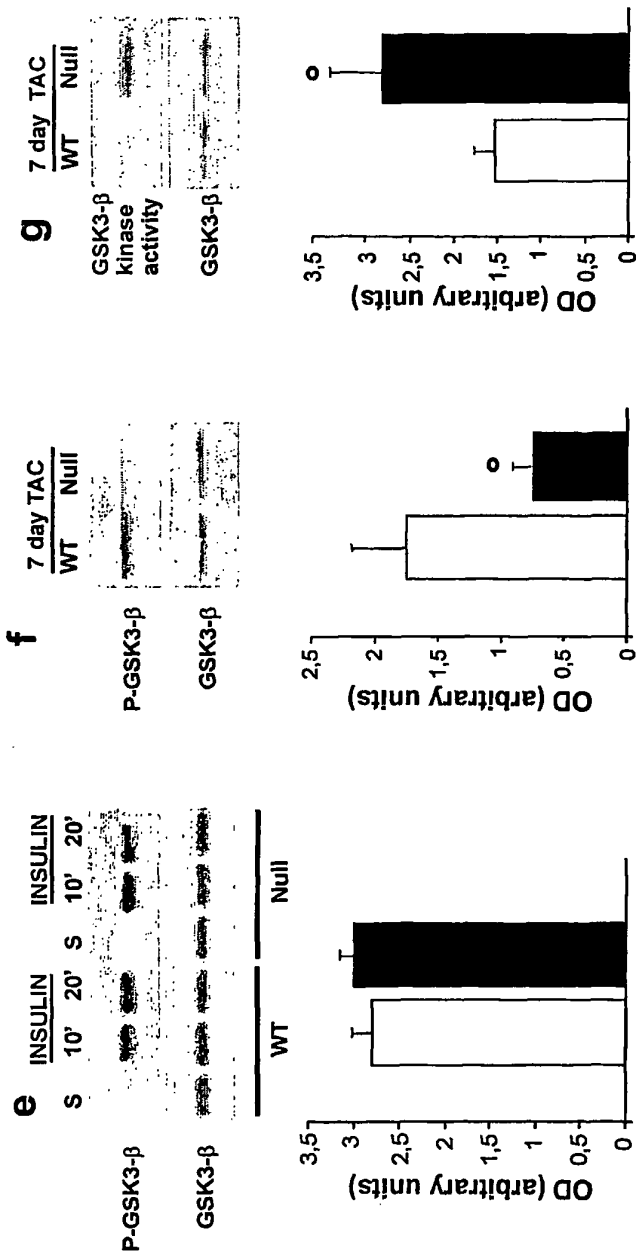 e
INSULIN INSULIN
S 10' 20' S 10' 20'
P-GSK3-β
GSK3-β
WT Null
OD (arbitrary units)
3,5
3
2,5
2
1,5
1
0,5
0
f
7 day TAC
WT Null
P-GSK3-β
GSK3-β
OD (arbitrary units)
2,5
2
1,5
1
0,5
0
g
7 day TAC
WT Null
GSK3-β
kinase
activity
GSK3-β
OD (arbitrary units)
3,5
3
2,5
2
1,5
1
0,5
0